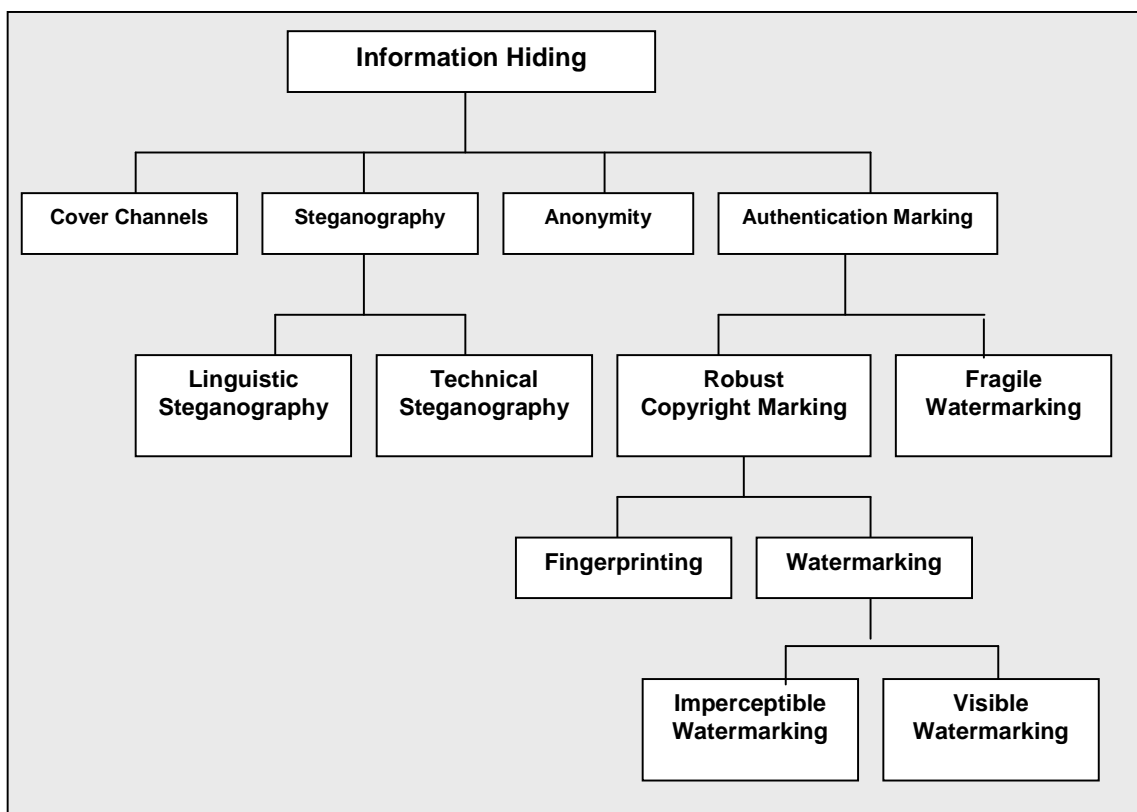 Information Hiding
Cover Channels
Steganography
Anonymity
Authentication Marking
Linguistic
Steganography
Technical
Steganography
Robust
Copyright Marking
Fragile
Watermarking
Fingerprinting
Watermarking
Imperceptible
Watermarking
Visible
Watermarking